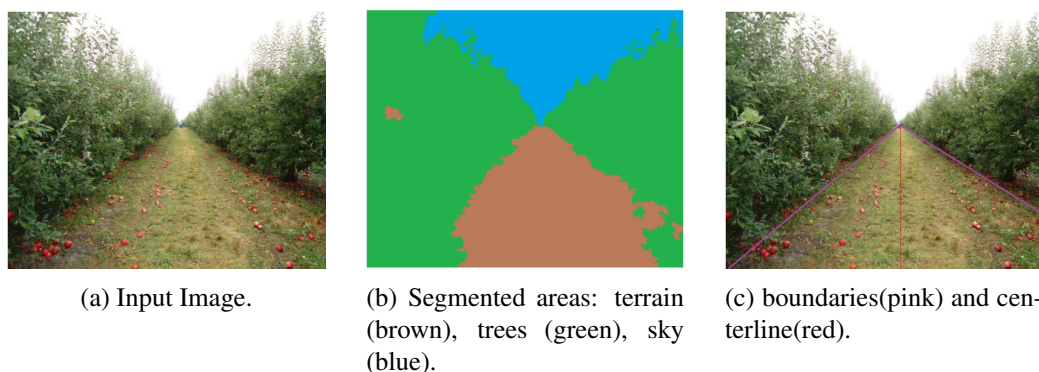 (a) Input Image.
(b) Segmented areas: terrain
(brown), trees (green), sky
(blue).
(c) boundaries(pink) and cen-
terline(red).